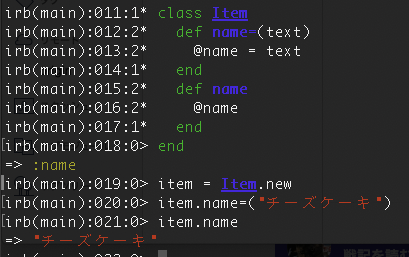 irb(main):011:1* class Item
irb(main):012:2*   def name=(text)
irb(main):013:2*     @name = text
irb(main):014:1*   end
irb(main):015:2*   def name
irb(main):016:2*     @name
irb(main):017:1*   end
irb(main):018:0> end
=> :name
irb(main):019:0> item = Item.new
irb(main):020:0> item.name=("チーズケーキ")
irb(main):021:0> item.name
=> "チーズケーキ"